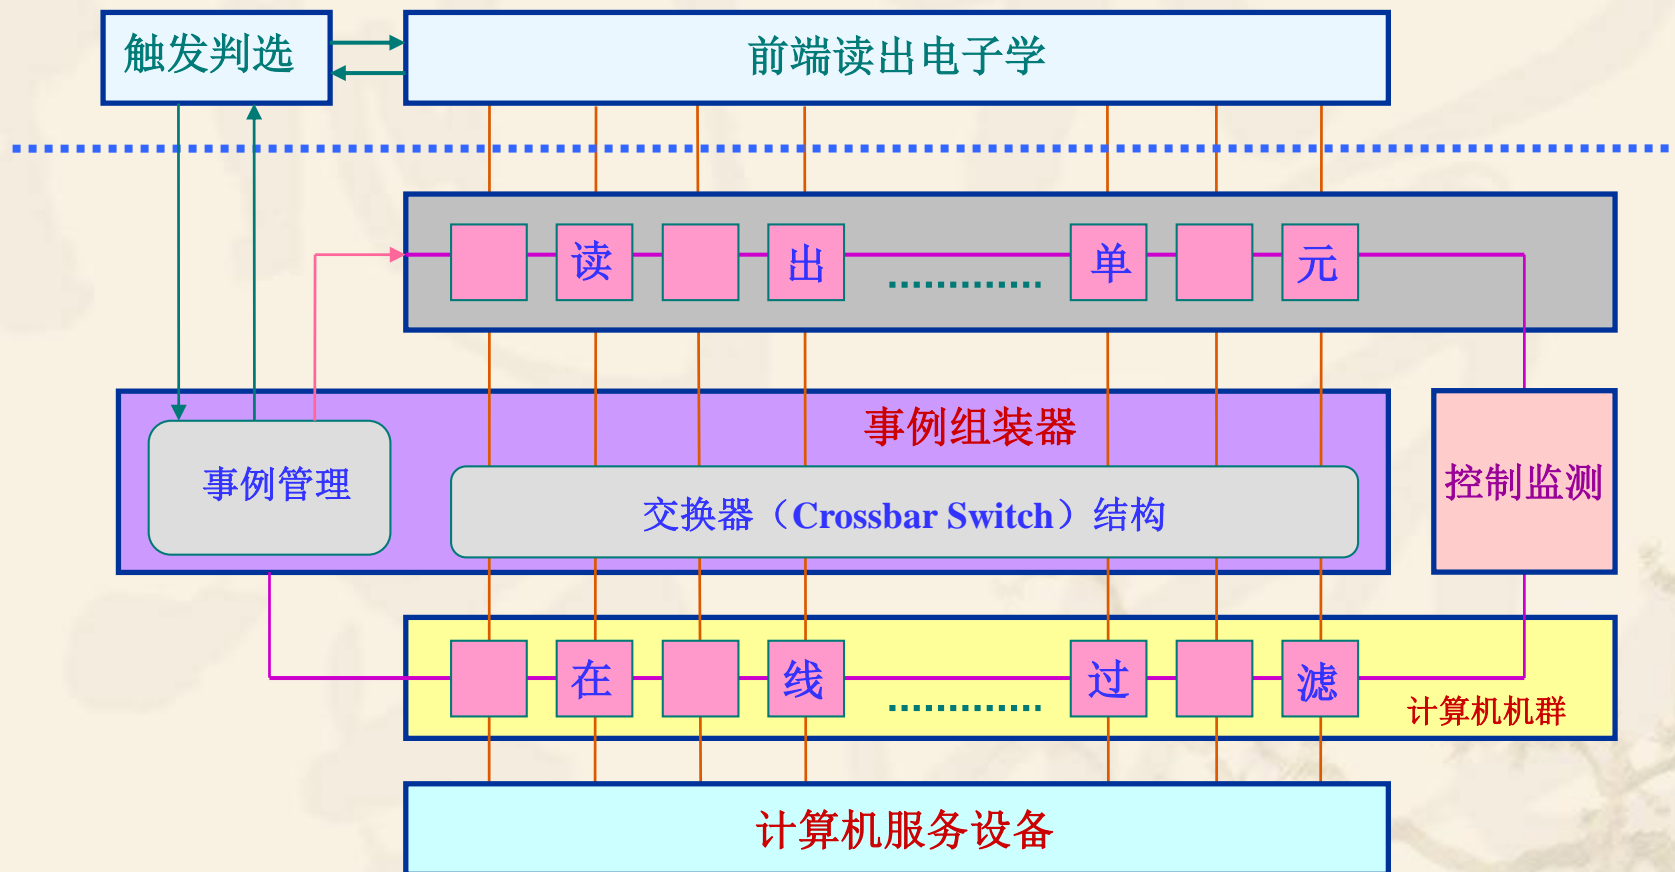 触发判选
前端读出电子学
读出单元
事例组装器
事例管理
交换器（Crossbar Switch）结构
控制监测
在线过滤
计算机机群
计算机服务设备